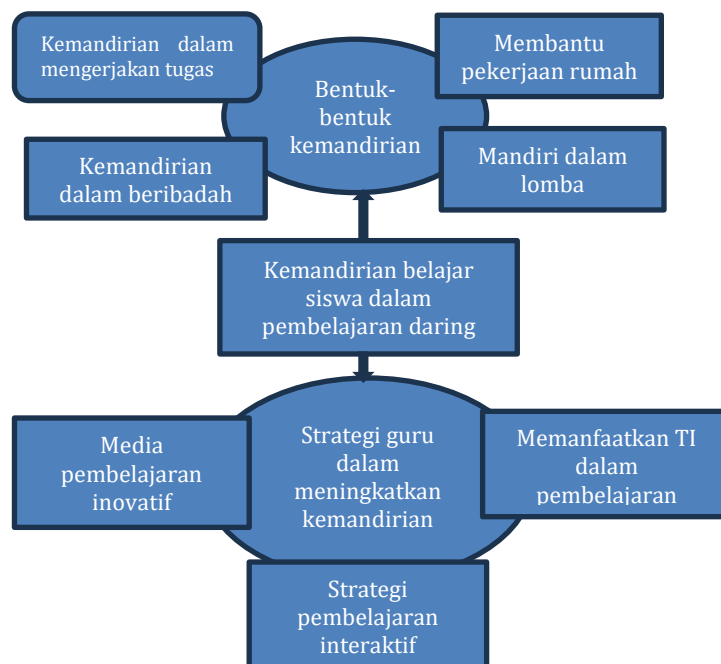 Kemandirian dalam
mengerjakan tugas
Membantu
pekerjaan rumah
Bentuk-
bentuk
kemandirian
Kemandirian
dalam beribadah
Mandiri dalam
lomba
Kemandirian belajar
siswa dalam
pembelajaran daring
Media
pembelajaran
inovatif
Strategi guru
dalam
meningkatkan
kemandirian
Memanfaatkan TI
dalam
pembelajaran
Strategi
pembelajaran
interaktif